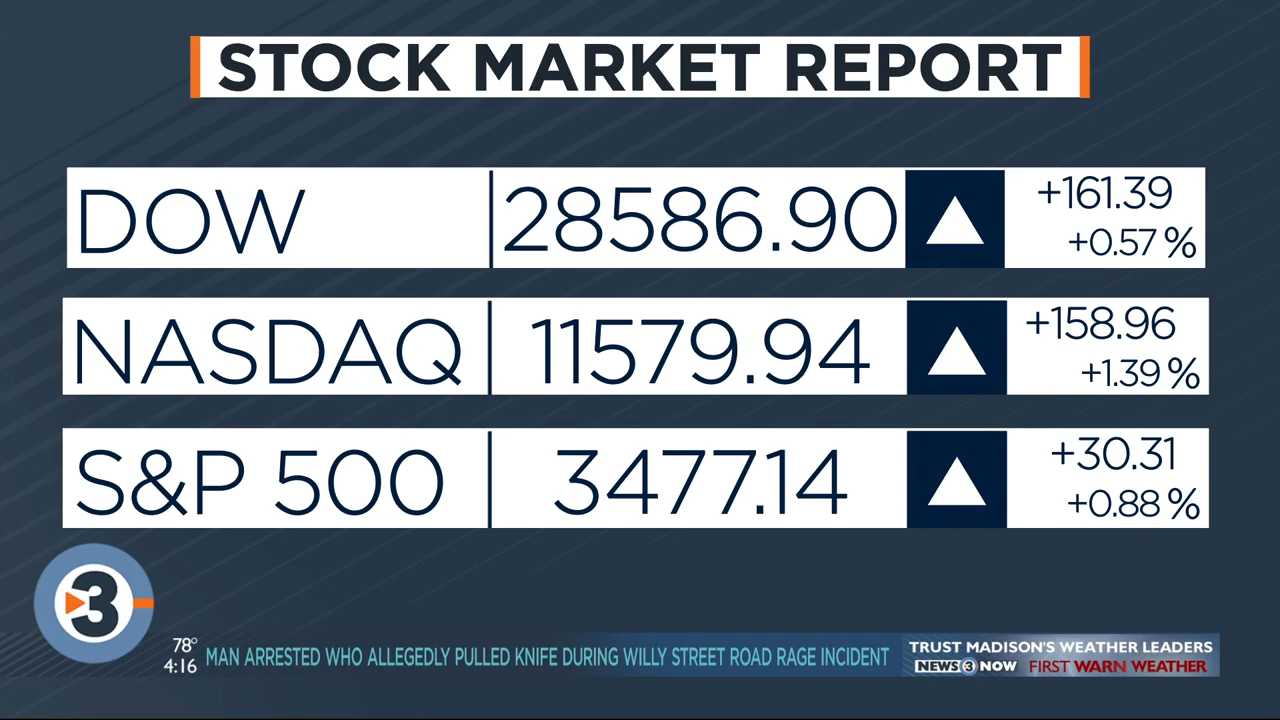 STOCK MARKET REPORT
DOW 28586.90 +161.39
+0.57 %
NASDAQ 11579.94 +158.96
+1.39 %
S&P 500 3477.14 +30.31
+0.88 %
3
78°
4:16
MAN ARRESTED WHO ALLEGEDLY PULLED KNIFE DURING WILLY STREET ROAD RAGE INCIDENT
TRUST MADISON'S WEATHER LEADERS
NEWS 3 NOW FIRST WARN WEATHER